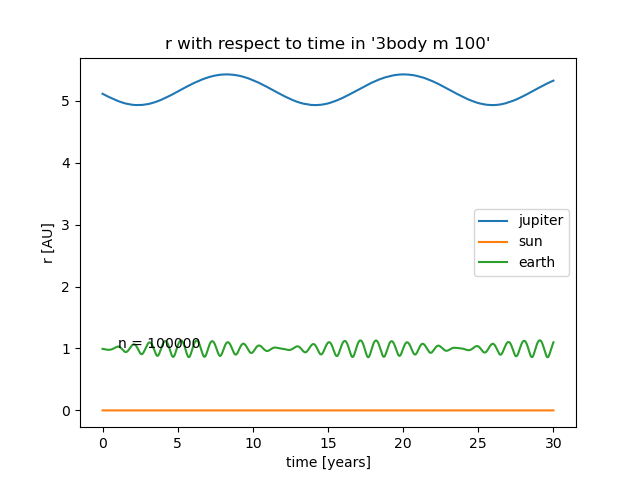 r with respect to time in '3body m 100'
r [AU]
5
4
3
2
1
0
jupiter
sun
earth
n = 100000
0 5 10 15 20 25 30
time [years]